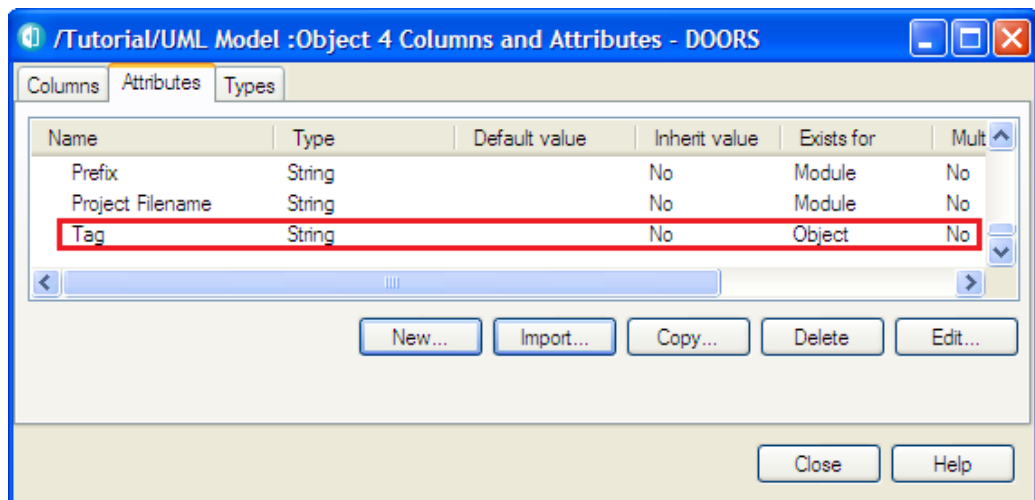 /Tutorial/UML Model :Object 4 Columns and Attributes - DOORS
Columns Attributes Types
Name Type Default value Inherit value Exists for Mult
Prefix String No Module No
Project Filename String No Module No
Tag String No Object No
New... Import... Copy... Delete Edit...
Close Help